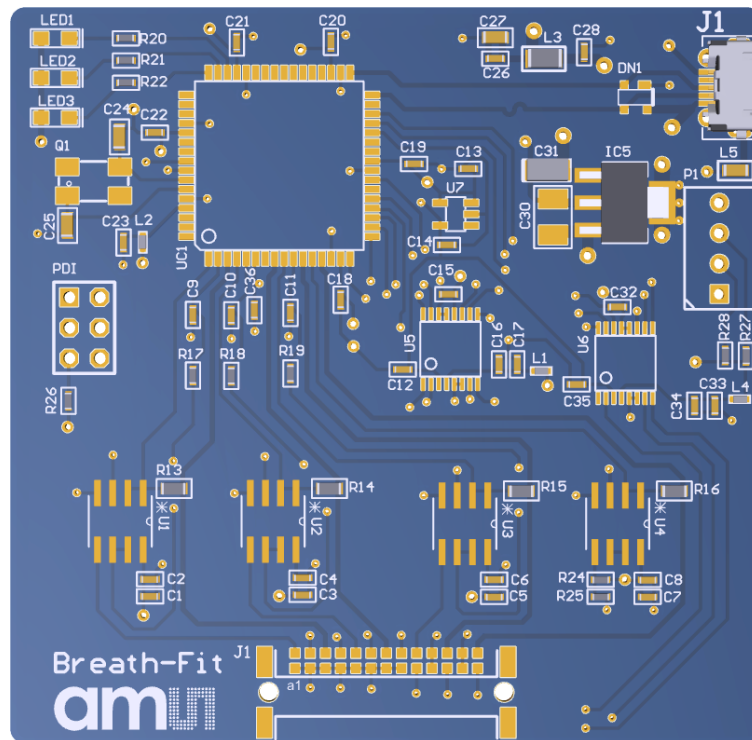 LED1
R20
C21
C20
C27
L3
C28
J1
LED2
R21
C26
LED3
R22
DN1
C24
C22
Q1
C19
C13
C31
IC5
L5
U7
P1
C25
C23
L2
UC1
C14
C30
PDI
C9
C10
C36
C11
C18
C15
C32
U5
C16
C17
U6
R28
R27
R17
R18
R19
C12
L1
C35
C34
C33
L4
R26
R13
R14
R15
R16
U1
U2
U3
U4
C2
C4
C6
R24
C8
C1
C3
C5
R25
C7
Breath-Fit
J1
a1
am